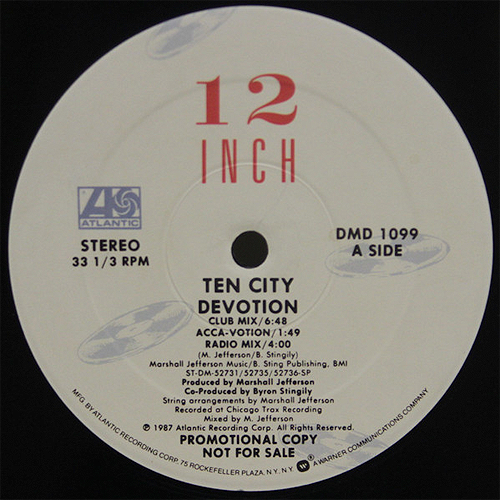 12
INCH
ATLANTIC
STEREO
33 1/3 RPM
DMD 1099
A SIDE
TEN CITY
DEVOTION
CLUB MIX/6:48
ACCA-VOTION/1:49
RADIO MIX/4:00
(M. Jefferson/B. Stingily)
Marshall Jefferson Music/B. Sting Publishing, BMI
ST-DM-52731/52735/52736-SP
Produced by Marshall Jefferson
Co-Produced by Byron Stingily
String arrangements by Marshall Jefferson
Recorded at Chicago Trax Recording
Mixed by M. Jefferson
℗ 1987 Atlantic Recording Corp. All Rights Reserved.
PROMOTIONAL COPY
NOT FOR SALE
MFG. BY ATLANTIC RECORDING CORP. 75 ROCKEFELLER PLAZA, N.Y. N.Y. ® A WARNER COMMUNICATIONS COMPANY